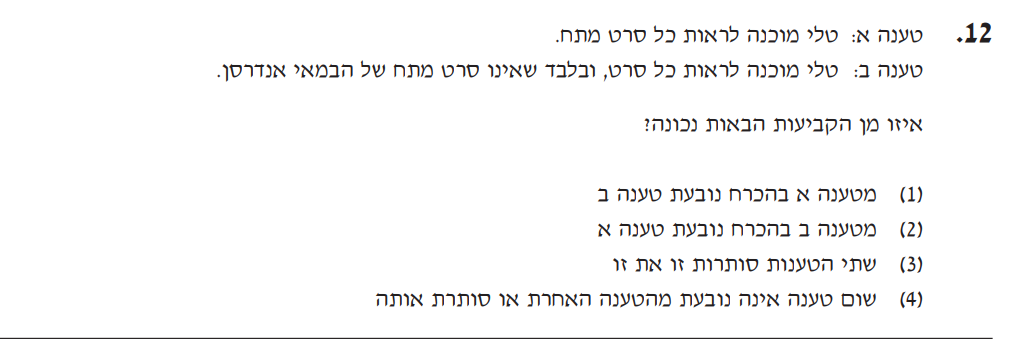 12. טענה א: טלי מוכנה לראות כל סרט מתח.
טענה ב: טלי מוכנה לראות כל סרט, ובלבד שאינו סרט מתח של הבמאי אנדרסן.
איזו מן הקביעות הבאות נכונה?
(1) מטענה א בהכרח נובעת טענה ב
(2) מטענה ב בהכרח נובעת טענה א
(3) שתי הטענות סותרות זו את זו
(4) שום טענה אינה נובעת מהטענה האחרת או סותרת אותה